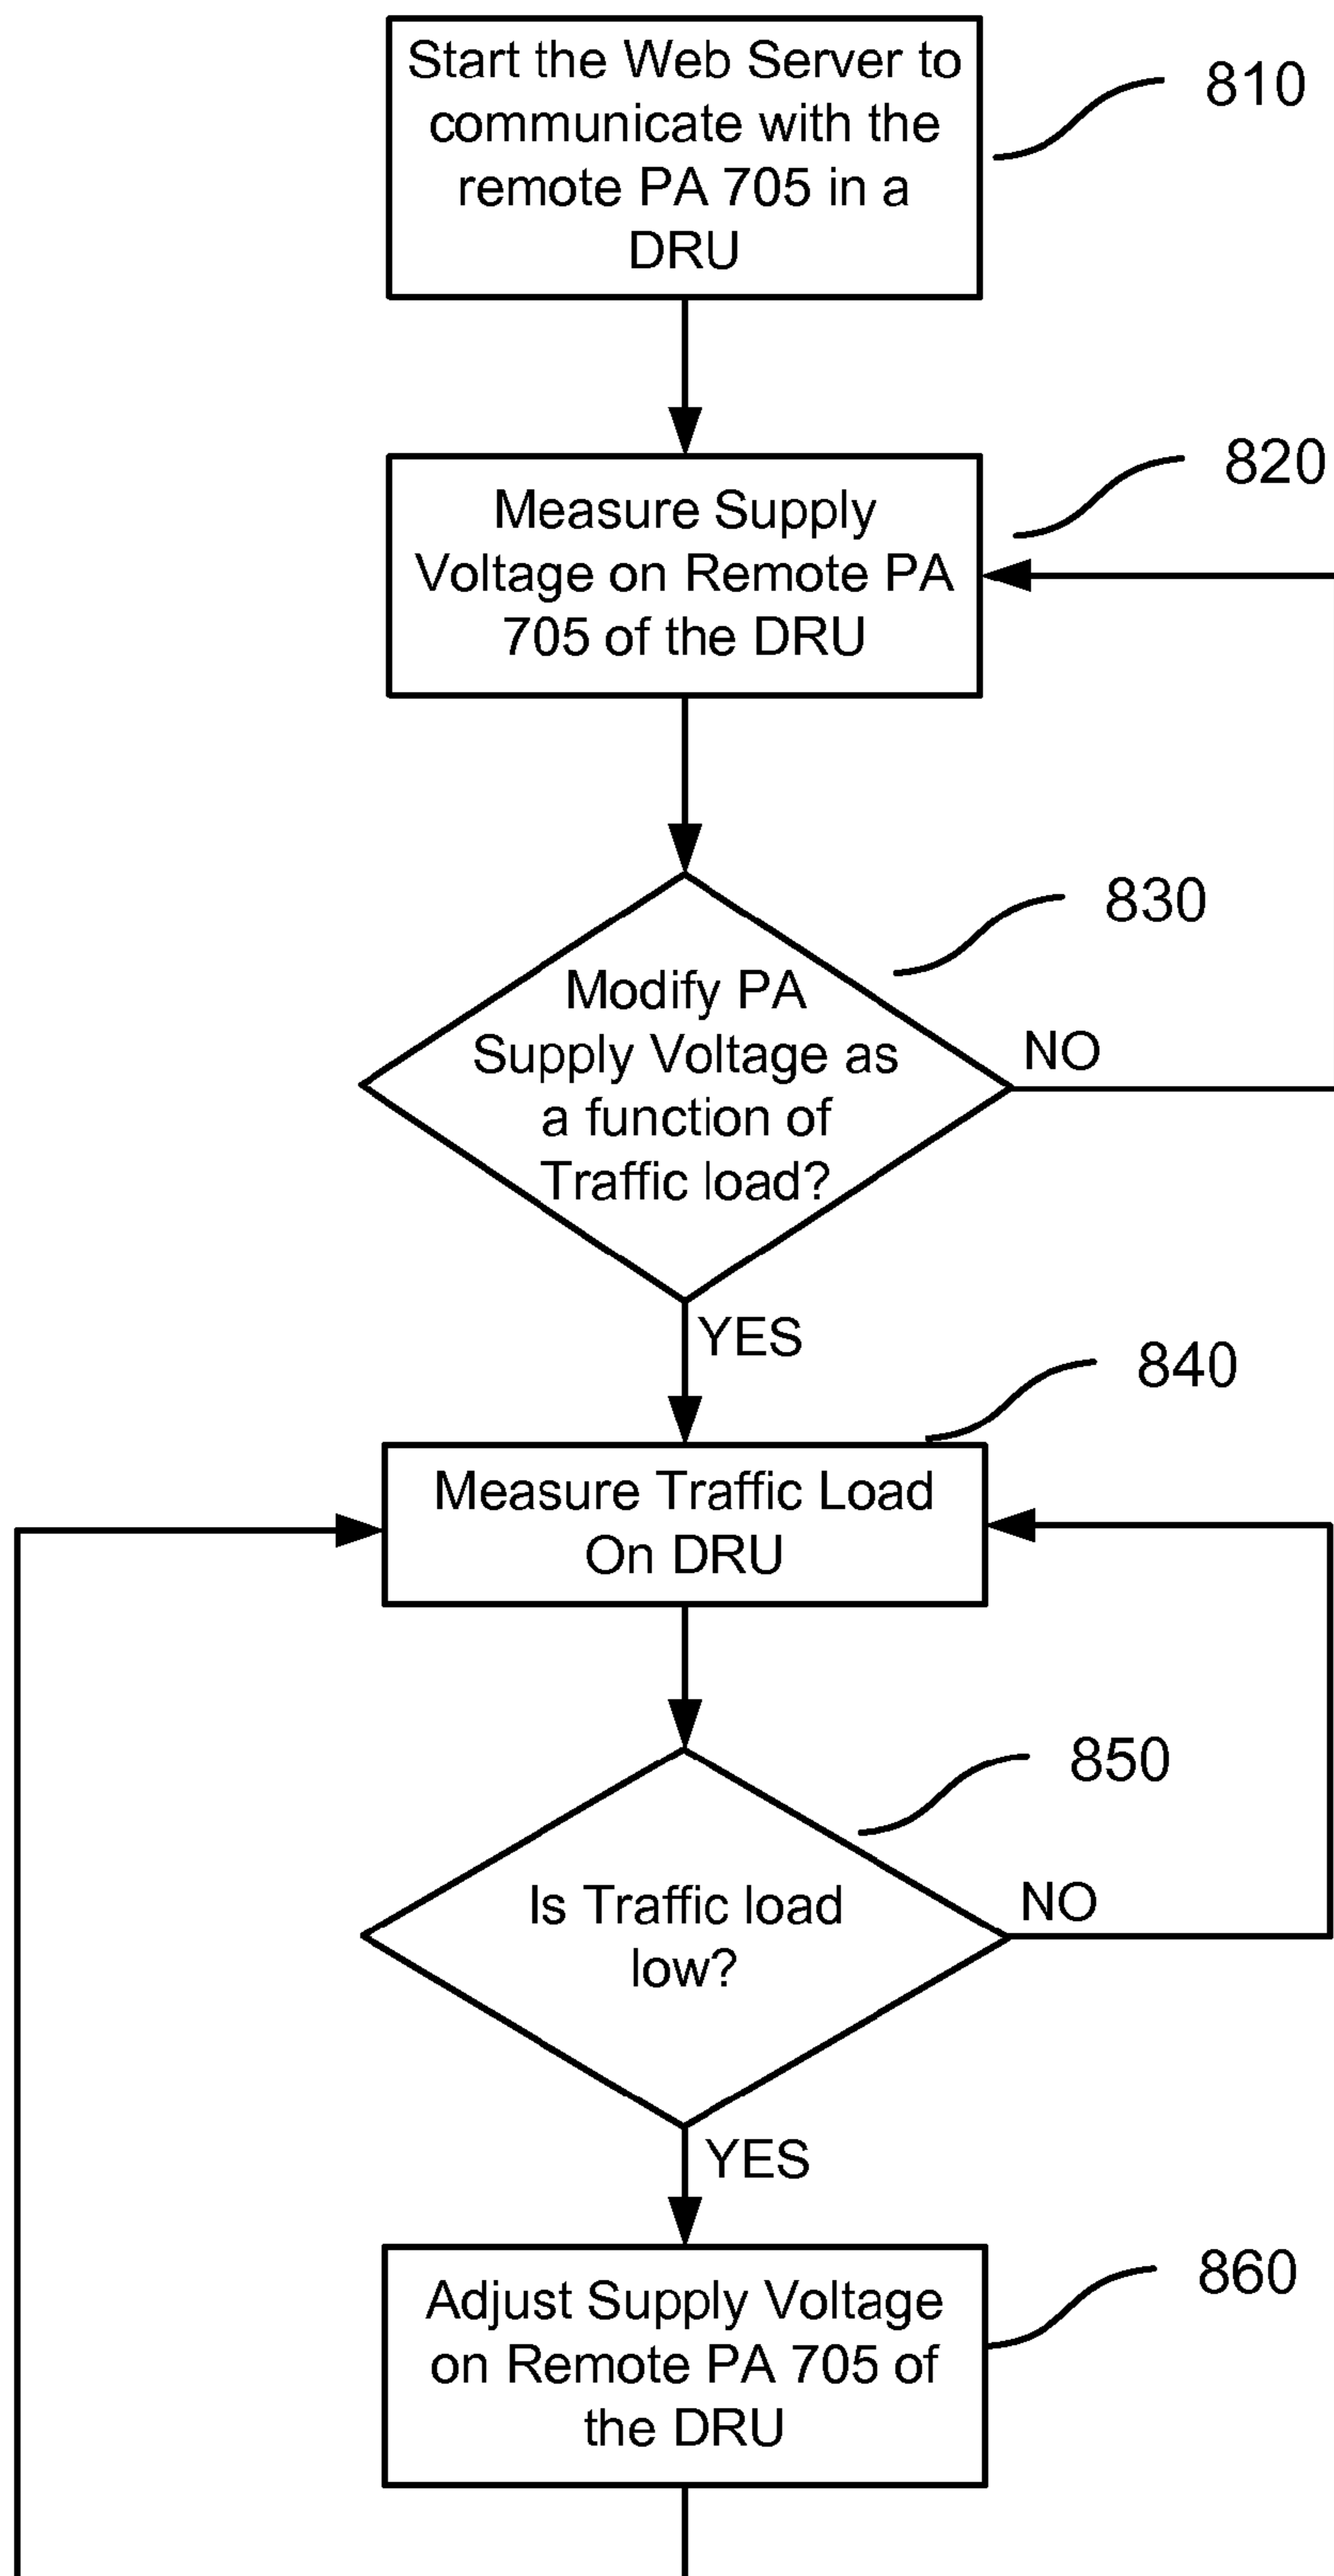 Start the Web Server to
communicate with the
remote PA 705 in a
DRU
810
Measure Supply
Voltage on Remote PA
705 of the DRU
820
Modify PA
Supply Voltage as
a function of
Traffic load?
830
NO
YES
Measure Traffic Load
On DRU
840
Is Traffic load
low?
850
NO
YES
Adjust Supply Voltage
on Remote PA 705 of
the DRU
860